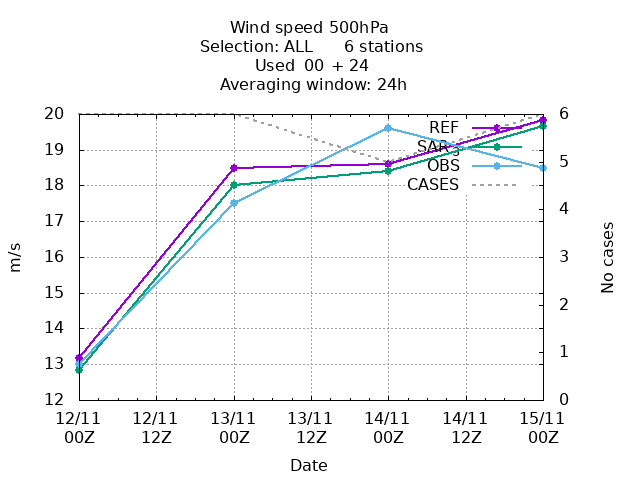 Wind speed 500hPa
Selection: ALL 6 stations
Used 00 + 24
Averaging window: 24h
20 6
REF
19
SAR
5
OBS
18
CASES
17 4
16 3
15
14 2
13 1
12 0
m/s
No cases
12/11 12/11 13/11 13/11 14/11 14/11 15/11
00Z 12Z 00Z 12Z 00Z 12Z 00Z
Date